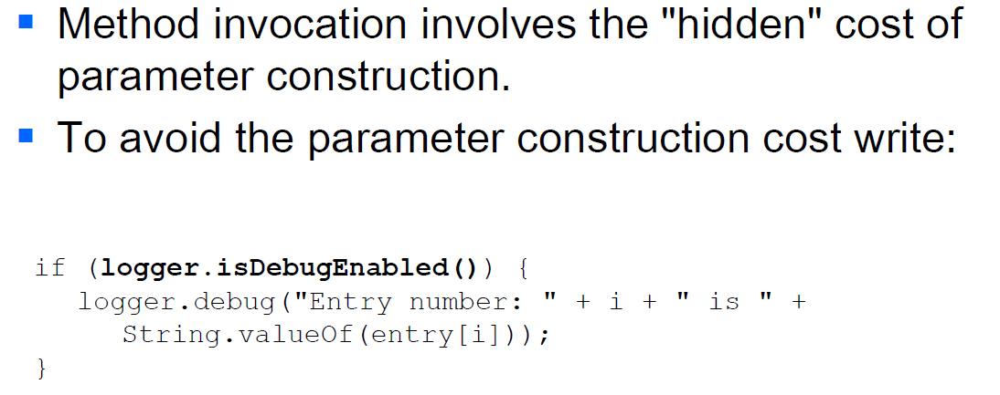 Method invocation involves the "hidden" cost of
parameter construction.
To avoid the parameter construction cost write:
if (logger.isDebugEnabled()) {
logger.debug("Entry number: " + i + " is " +
String.valueOf(entry[i]));
}